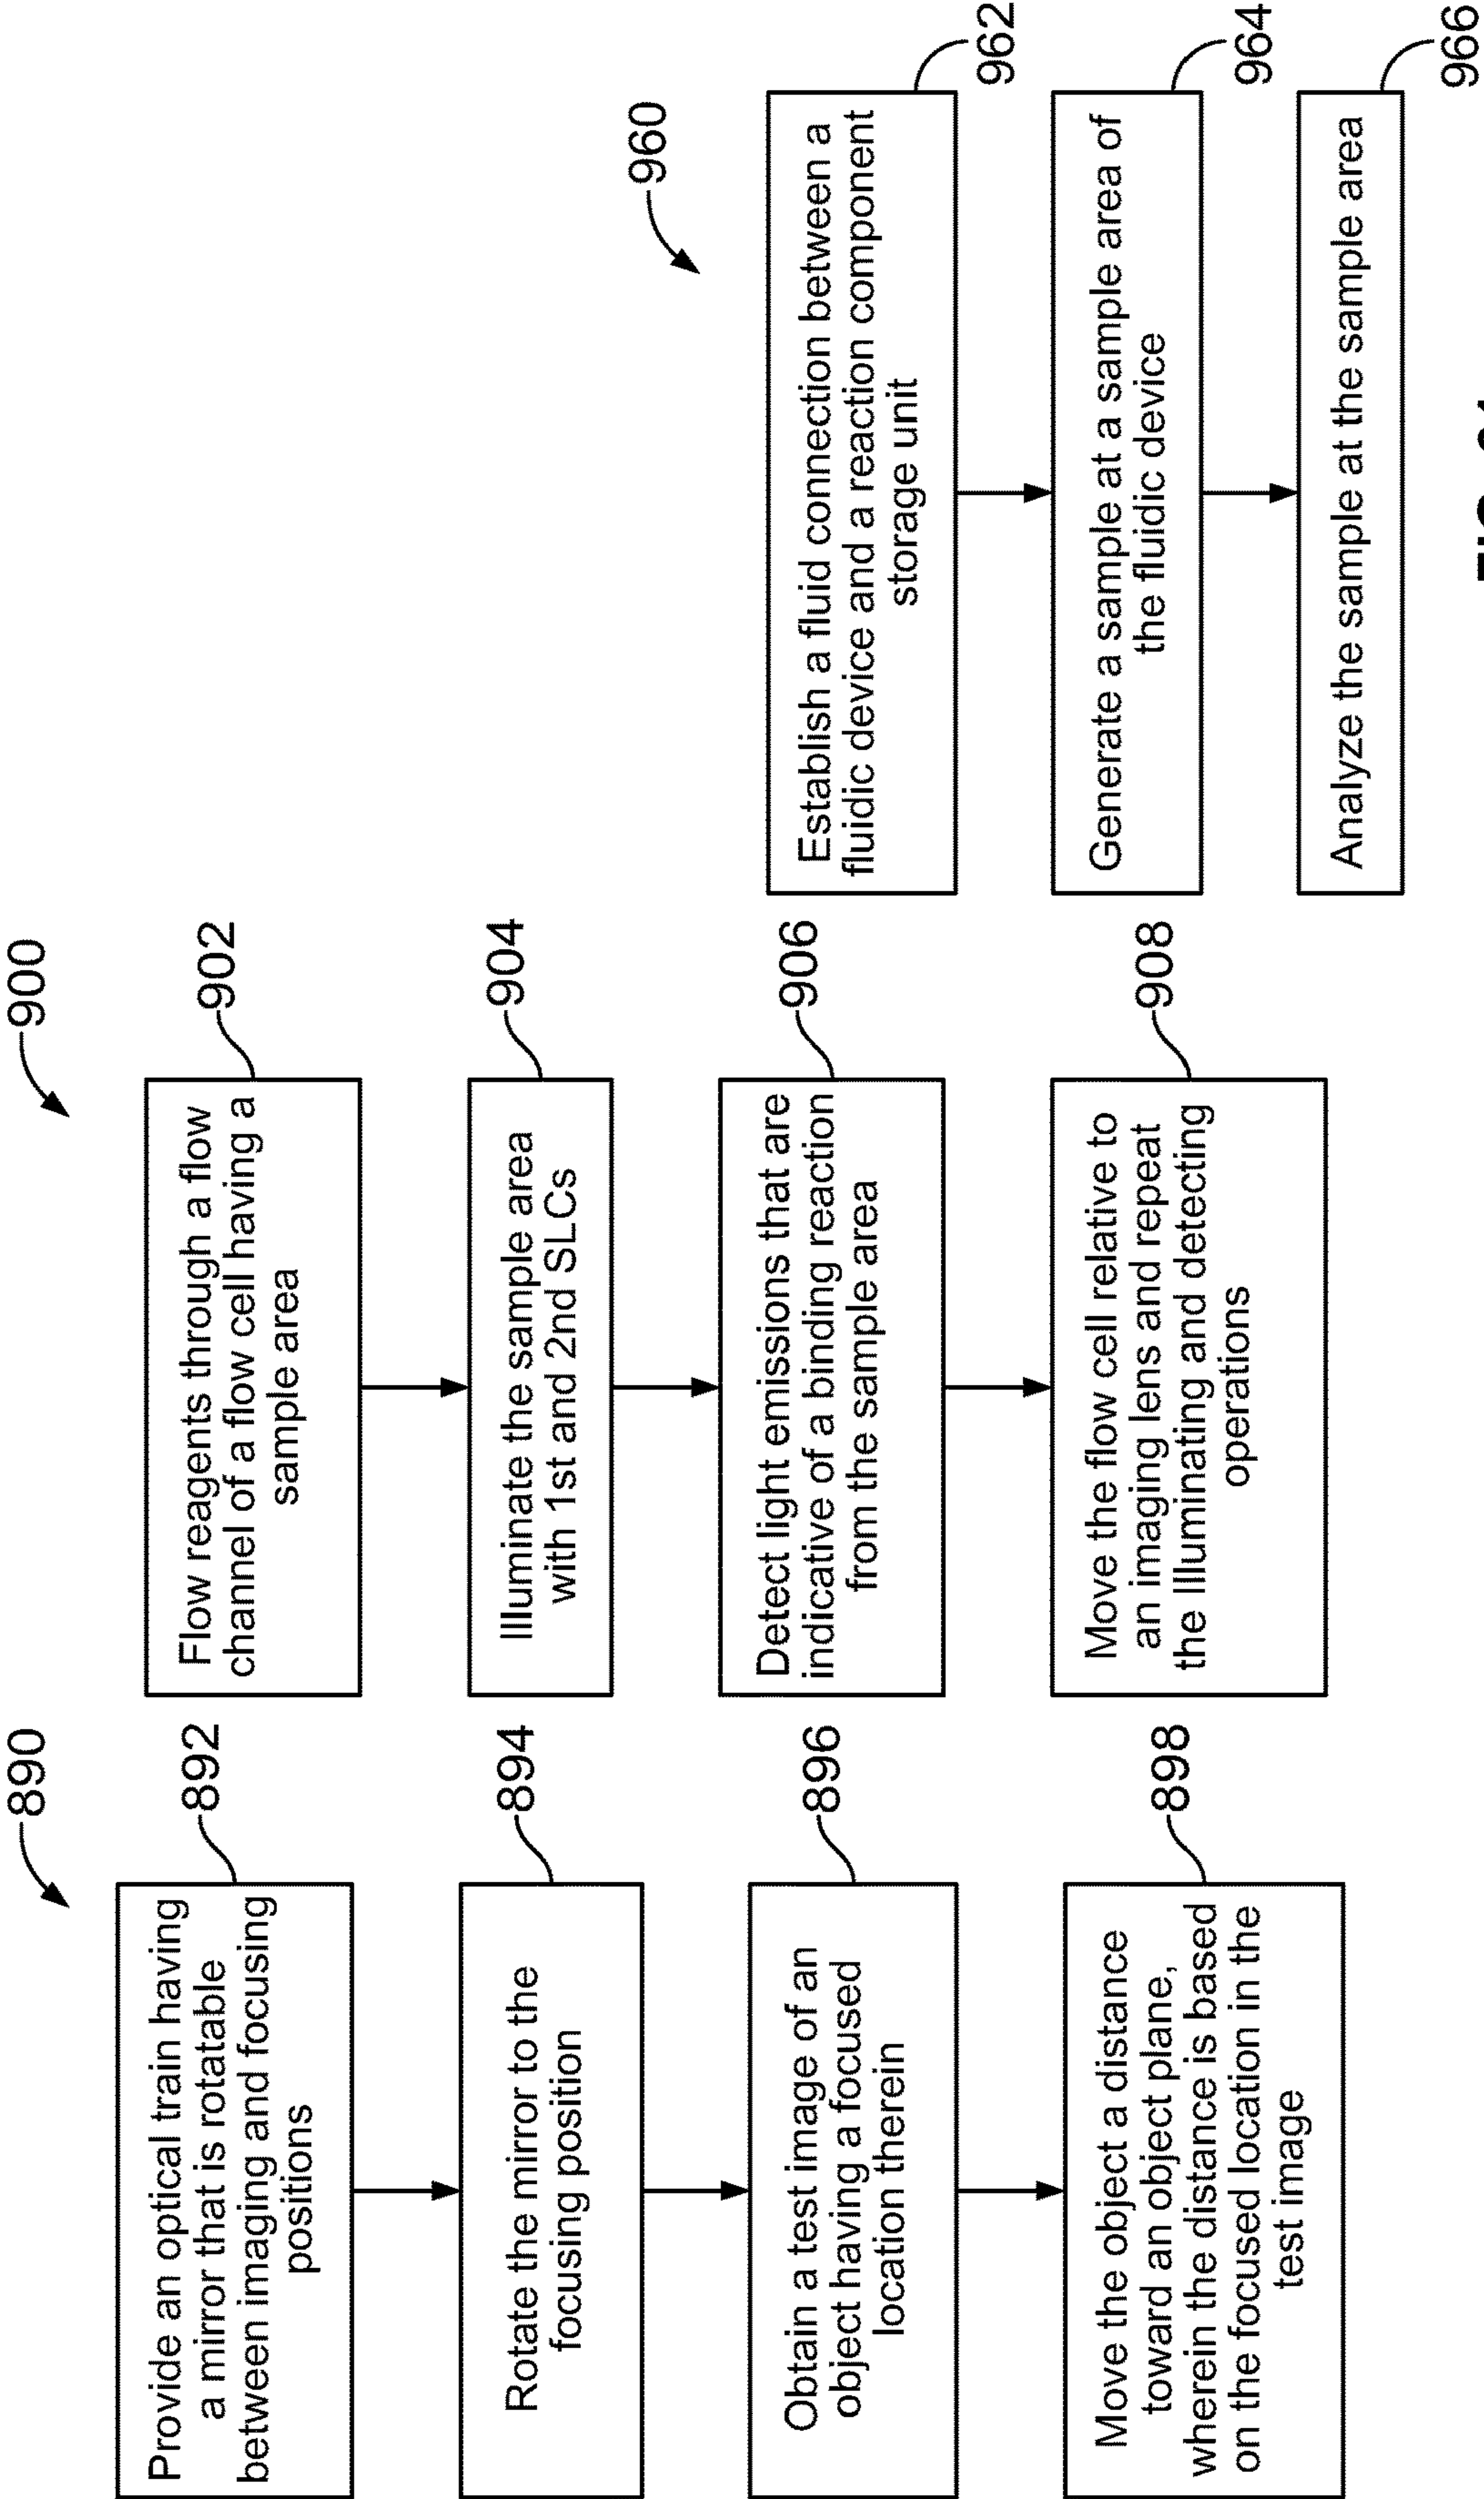 890
892
Provide an optical train having
a mirror that is rotatable
between imaging and focusing
positions
894
Rotate the mirror to the
focusing position
896
Obtain a test image of an
object having a focused
location therein
898
Move the object a distance
toward an object plane,
wherein the distance is based
on the focused location in the
test image
900
902
Flow reagents through a flow
channel of a flow cell having a
sample area
904
Illuminate the sample area
with 1st and 2nd SLCs
906
Detect light emissions that are
indicative of a binding reaction
from the sample area
908
Move the flow cell relative to
an imaging lens and repeat
the illuminating and detecting
operations
960
962
Establish a fluid connection between a
fluidic device and a reaction component
storage unit
964
Generate a sample at a sample area of
the fluidic device
966
Analyze the sample at the sample area